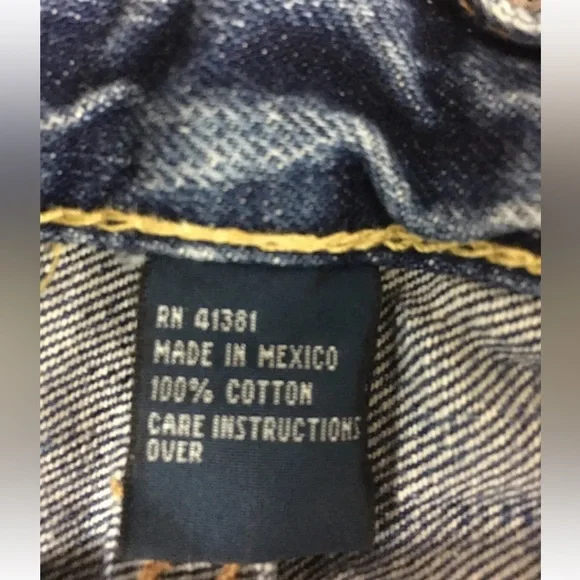 RN 41381
MADE IN MEXICO
100% COTTON
CARE INSTRUCTIONS
OVER